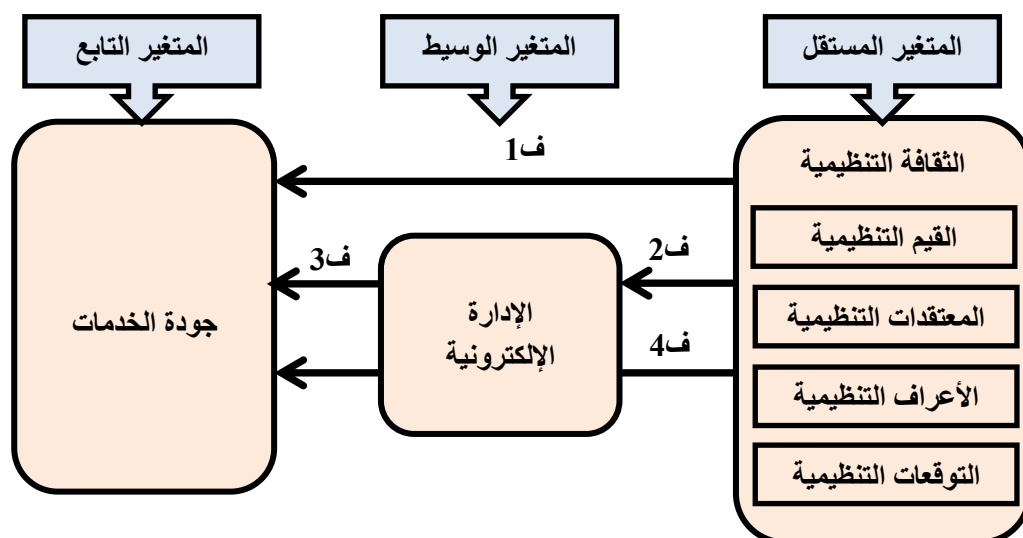 المتغير المستقل
المتغير الوسيط
المتغير التابع
ف1
الثقافة التنظيمية
القيم التنظيمية
ف2
ف3
المعتقدات التنظيمية
الإدارة
الإلكترونية
جودة الخدمات
ف4
الأعراف التنظيمية
التوقعات التنظيمية